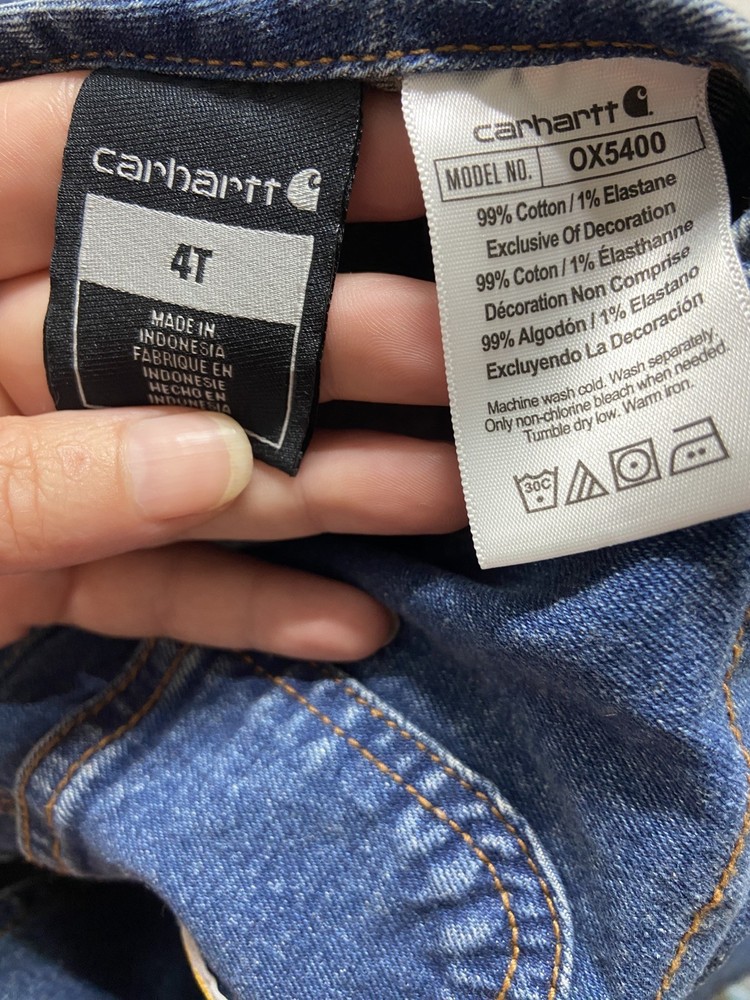 carhartt
4T
MADE IN
INDONESIA
FABRIQUE EN
INDONESIE
HECHO EN
INDONESIA
carhartt
MODEL NO. OX5400
99% Cotton / 1% Elastane
Exclusive Of Decoration
99% Coton / 1% Élasthanne
Décoration Non Comprise
99% Algodón / 1% Elastano
Excluyendo La Decoración
Machine wash cold. Wash separately.
Only non-chlorine bleach when needed.
Tumble dry low. Warm iron.
30C